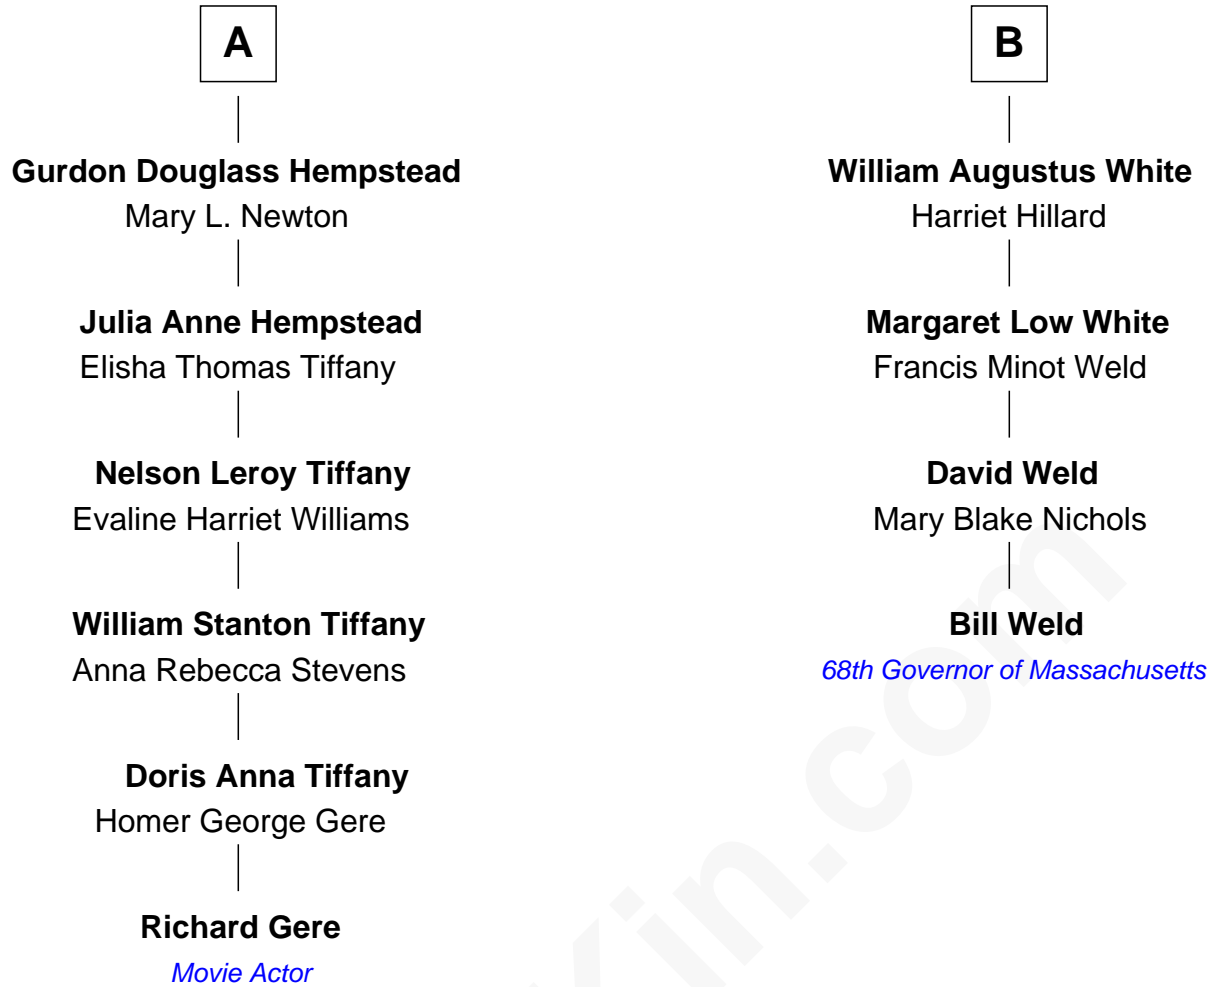 A
Gurdon Douglass Hempstead
Mary L. Newton
Julia Anne Hempstead
Elisha Thomas Tiffany
Nelson Leroy Tiffany
Evaline Harriet Williams
William Stanton Tiffany
Anna Rebecca Stevens
Doris Anna Tiffany
Homer George Gere
Richard Gere
Movie Actor
B
William Augustus White
Harriet Hillard
Margaret Low White
Francis Minot Weld
David Weld
Mary Blake Nichols
Bill Weld
68th Governor of Massachusetts
Kin.com